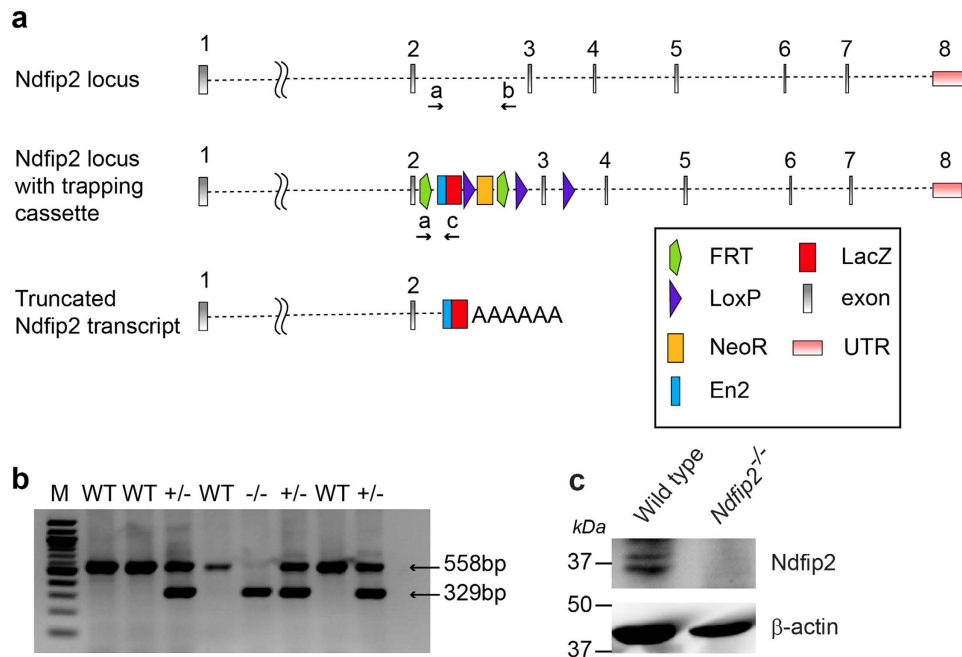 a
1 2 3 4 5 6 7 8
Ndfip2 locus
a b
Ndfip2 locus
with trapping
cassette
1 2 3 4 5 6 7 8
a c
Truncated
Ndfip2 transcript
1 2
AAAAAA
FRT LacZ
LoxP exon
NeoR UTR
En2
b
M WT WT +/- WT -/- +/- WT +/-
558bp
329bp
c
Wild type Ndfip2-/-
kDa
37 Ndfip2
50
β-actin
37